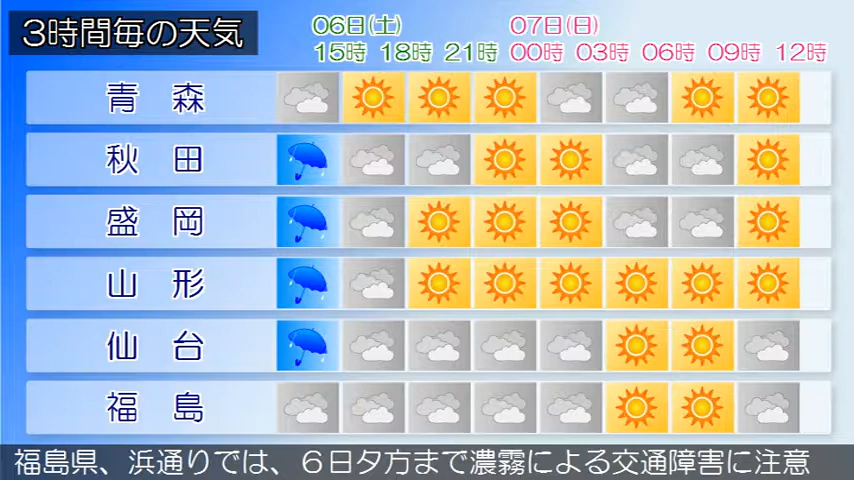 3時間毎の天気
06日(土) 07日(日)
15時 18時 21時 00時 03時 06時 09時 12時
青森
秋田
盛岡
山形
仙台
福島
福島県、浜通りでは、６日夕方まで濃霧による交通障害に注意